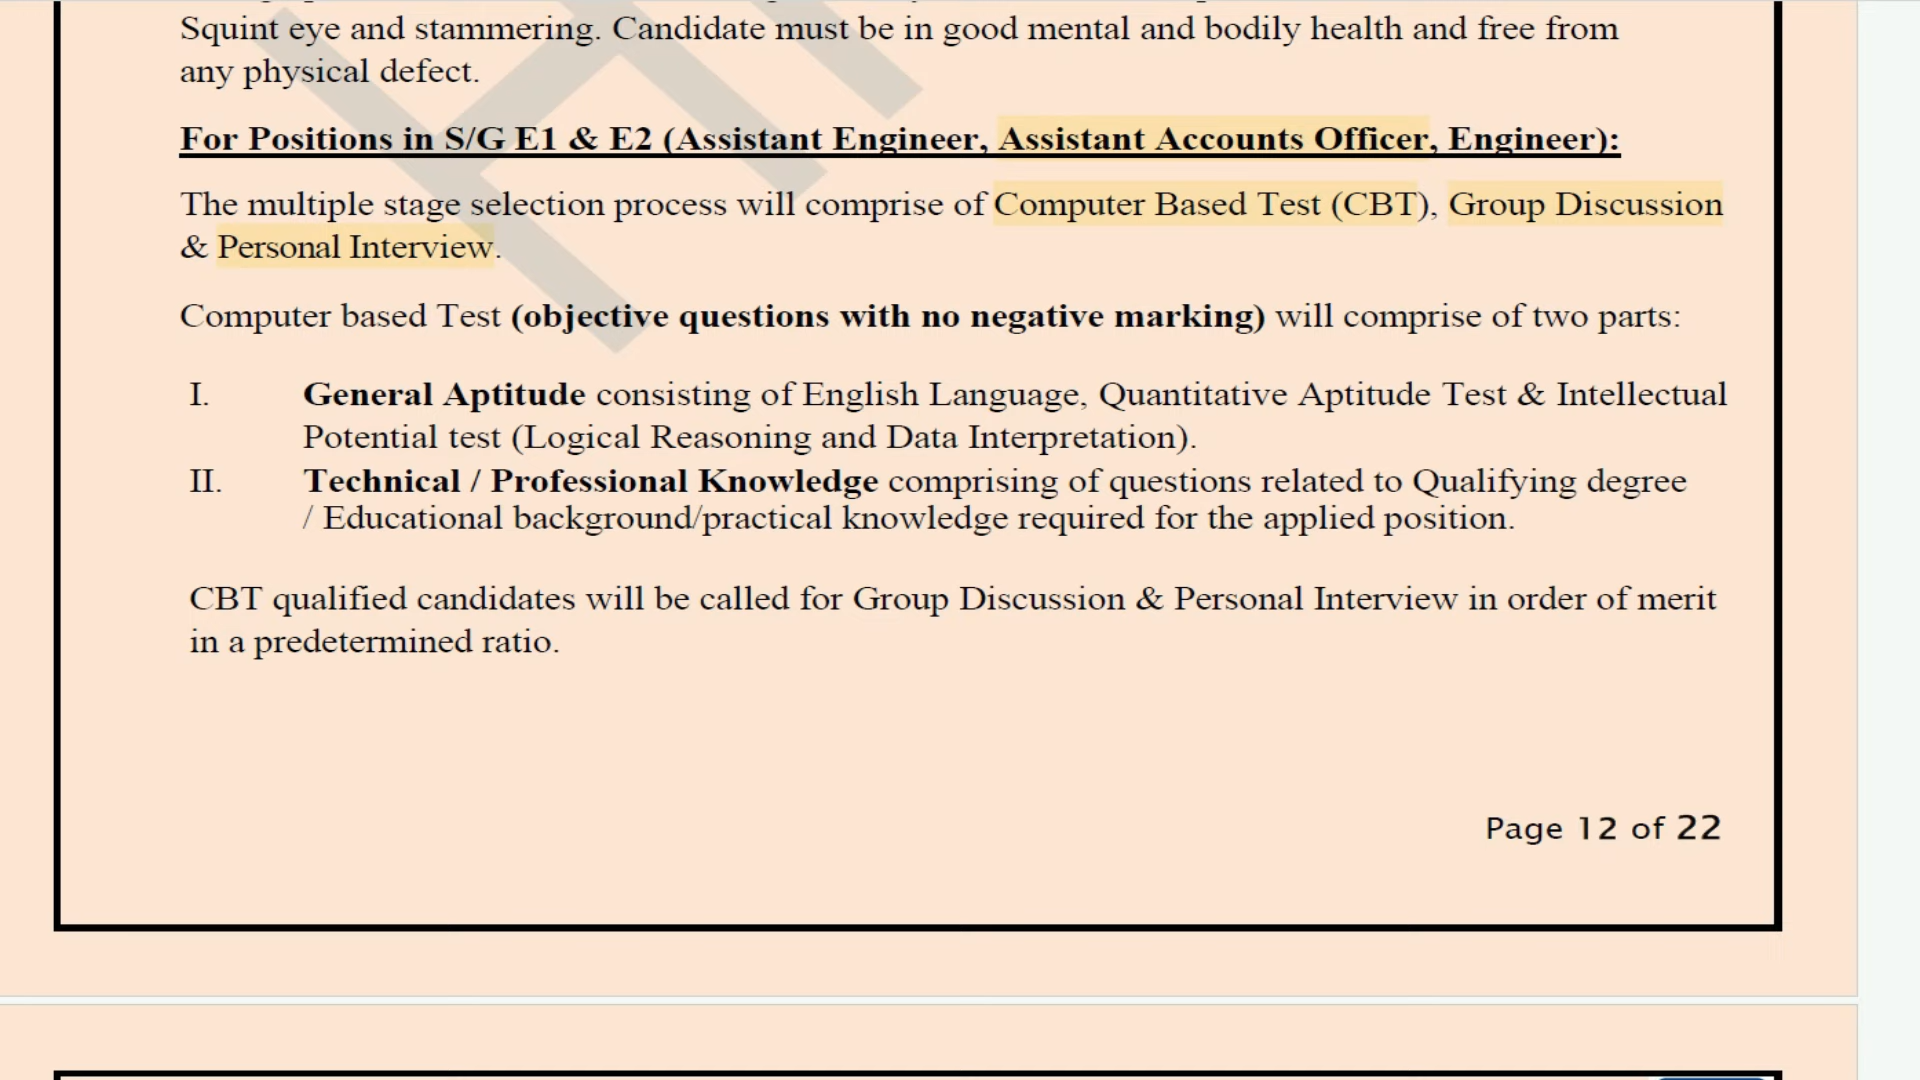 Squint eye and stammering. Candidate must be in good mental and bodily health and free from
any physical defect.
For Positions in S/G E1 & E2 (Assistant Engineer, Assistant Accounts Officer, Engineer):
The multiple stage selection process will comprise of Computer Based Test (CBT), Group Discussion
& Personal Interview.
Computer based Test (objective questions with no negative marking) will comprise of two parts:
I. General Aptitude consisting of English Language, Quantitative Aptitude Test & Intellectual
Potential test (Logical Reasoning and Data Interpretation).
II. Technical / Professional Knowledge comprising of questions related to Qualifying degree
/ Educational background/practical knowledge required for the applied position.
CBT qualified candidates will be called for Group Discussion & Personal Interview in order of merit
in a predetermined ratio.
Page 12 of 22